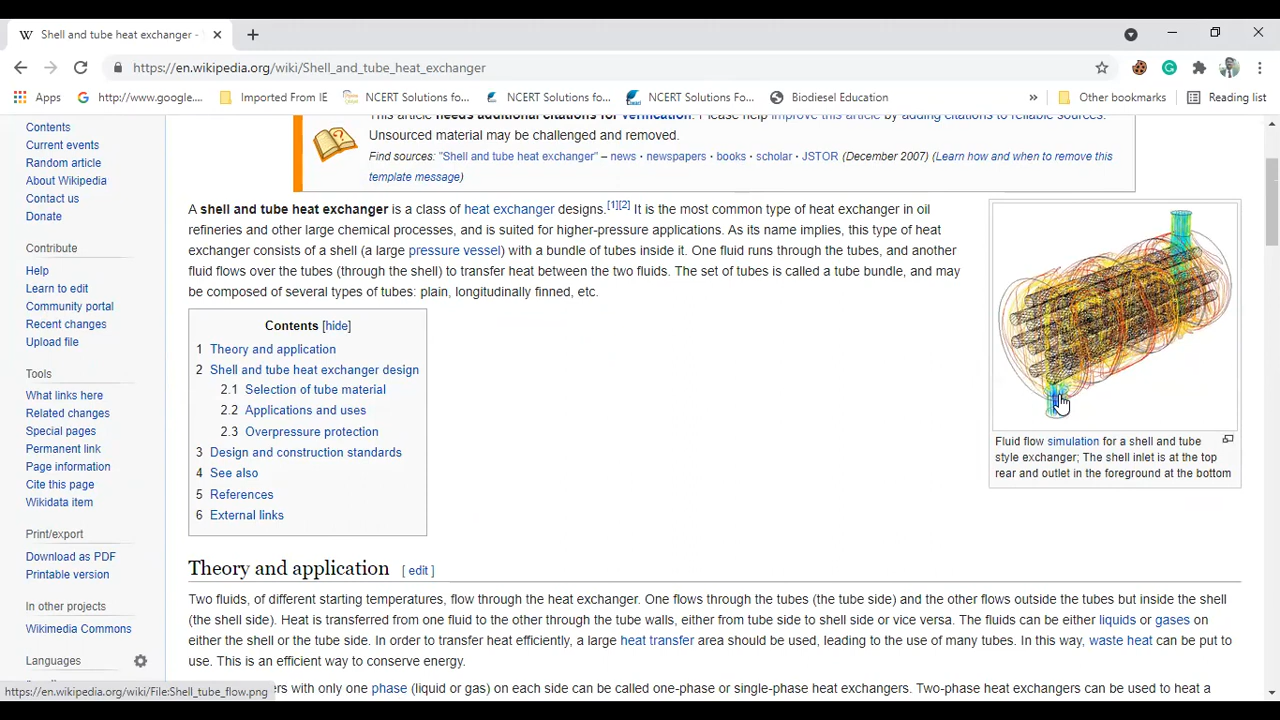 Shell and tube heat exchanger -
https://en.wikipedia.org/wiki/Shell_and_tube_heat_exchanger
Apps
http://www.google....
Imported From IE
NCERT Solutions fo...
NCERT Solutions fo...
NCERT Solutions Fo...
Biodiesel Education
»
Other bookmarks
Reading list
Contents
Current events
Random article
About Wikipedia
Contact us
Donate
Contribute
Help
Learn to edit
Community portal
Recent changes
Upload file
Tools
What links here
Related changes
Special pages
Permanent link
Page information
Cite this page
Wikidata item
Print/export
Download as PDF
Printable version
In other projects
Wikimedia Commons
Languages
This article needs additional citations for verification. Please help improve this article by adding citations to reliable sources.
Unsourced material may be challenged and removed.
Find sources: "Shell and tube heat exchanger" – news · newspapers · books · scholar · JSTOR (December 2007) (Learn how and when to remove this
template message)
A shell and tube heat exchanger is a class of heat exchanger designs.[1][2] It is the most common type of heat exchanger in oil
refineries and other large chemical processes, and is suited for higher-pressure applications. As its name implies, this type of heat
exchanger consists of a shell (a large pressure vessel) with a bundle of tubes inside it. One fluid runs through the tubes, and another
fluid flows over the tubes (through the shell) to transfer heat between the two fluids. The set of tubes is called a tube bundle, and may
be composed of several types of tubes: plain, longitudinally finned, etc.
Contents [hide]
1 Theory and application
2 Shell and tube heat exchanger design
2.1 Selection of tube material
2.2 Applications and uses
2.3 Overpressure protection
3 Design and construction standards
4 See also
5 References
6 External links
Fluid flow simulation for a shell and tube
style exchanger; The shell inlet is at the top
rear and outlet in the foreground at the bottom
Theory and application [ edit ]
Two fluids, of different starting temperatures, flow through the heat exchanger. One flows through the tubes (the tube side) and the other flows outside the tubes but inside the shell
(the shell side). Heat is transferred from one fluid to the other through the tube walls, either from tube side to shell side or vice versa. The fluids can be either liquids or gases on
either the shell or the tube side. In order to transfer heat efficiently, a large heat transfer area should be used, leading to the use of many tubes. In this way, waste heat can be put to
use. This is an efficient way to conserve energy.
with only one phase (liquid or gas) on each side can be called one-phase or single-phase heat exchangers. Two-phase heat exchangers can be used to heat a
https://en.wikipedia.org/wiki/File:Shell_tube_flow.png